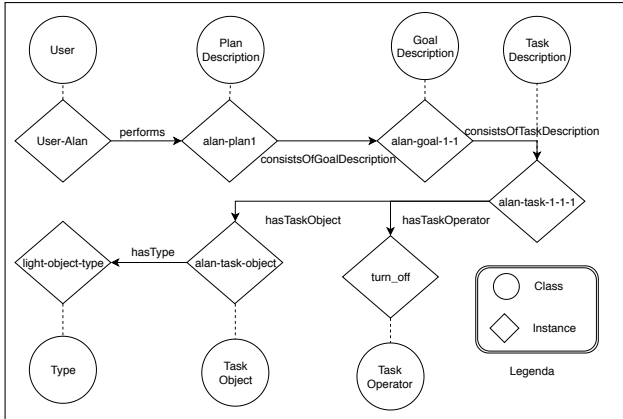 User
Plan
Description
Goal
Description
Task
Description
User-Alan
performs
alan-plan1
consistsOfGoalDescription
alan-goal-1-1
consistsOfTaskDescription
alan-task-1-1-1
hasTaskObject
hasTaskOperator
light-object-type
hasType
alan-task-object
turn_off
Class
Instance
Legenda
Type
Task
Object
Task
Operator